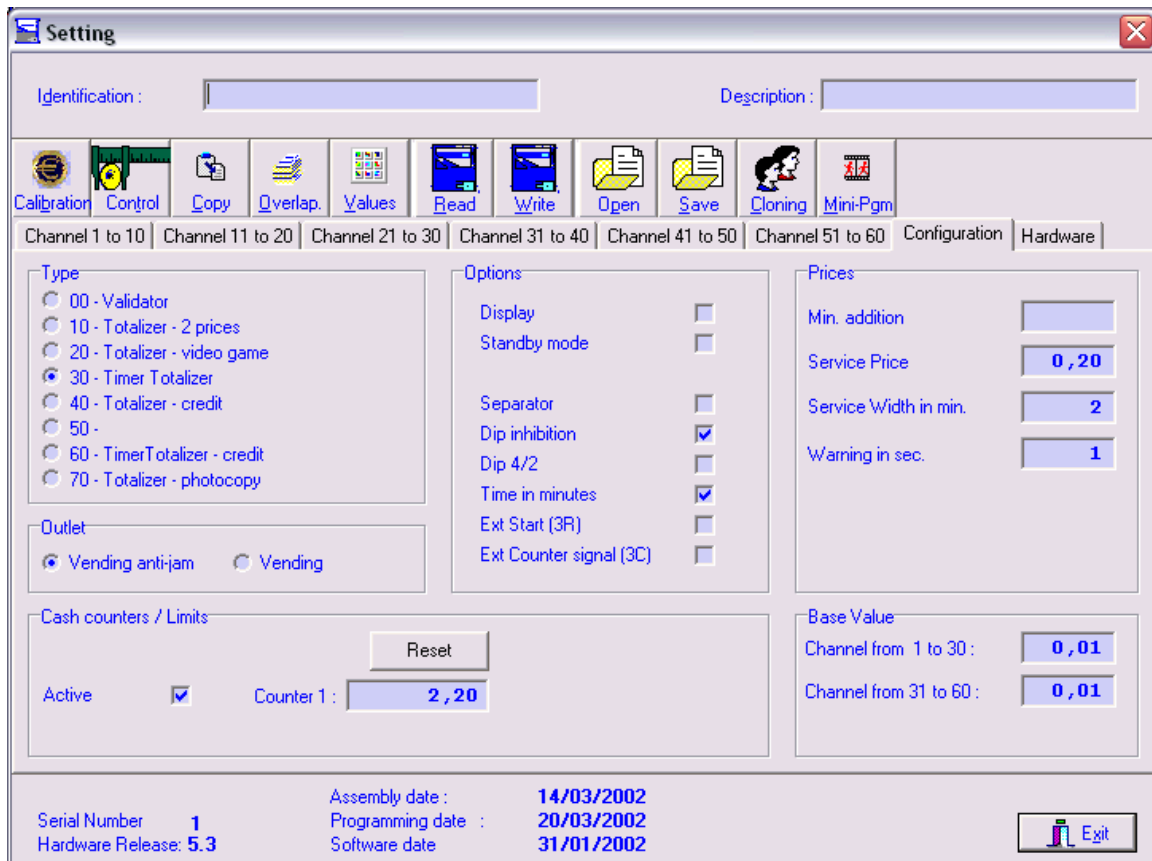 Setting
Identification : Description :
Calibration Control Copy Overlap. Values Read Write Open Save Cloning Mini-Pgm
Channel 1 to 10 Channel 11 to 20 Channel 21 to 30 Channel 31 to 40 Channel 41 to 50 Channel 51 to 60 Configuration Hardware
Type
00 - Validator
10 - Totalizer - 2 prices
20 - Totalizer - video game
30 - Timer Totalizer
40 - Totalizer - credit
50 -
60 - TimerTotalizer - credit
70 - Totalizer - photocopy
Outlet
Vending anti-jam Vending
Options
Display
Standby mode
Separator
Dip inhibition
Dip 4/2
Time in minutes
Ext Start (3R)
Ext Counter signal (3C)
Prices
Min. addition
Service Price 0,20
Service Width in min. 2
Warning in sec. 1
Cash counters / Limits
Reset
Active Counter 1 : 2,20
Base Value
Channel from 1 to 30 : 0,01
Channel from 31 to 60 : 0,01
Serial Number 1
Hardware Release: 5.3
Assembly date : 14/03/2002
Programming date : 20/03/2002
Software date 31/01/2002
Exit